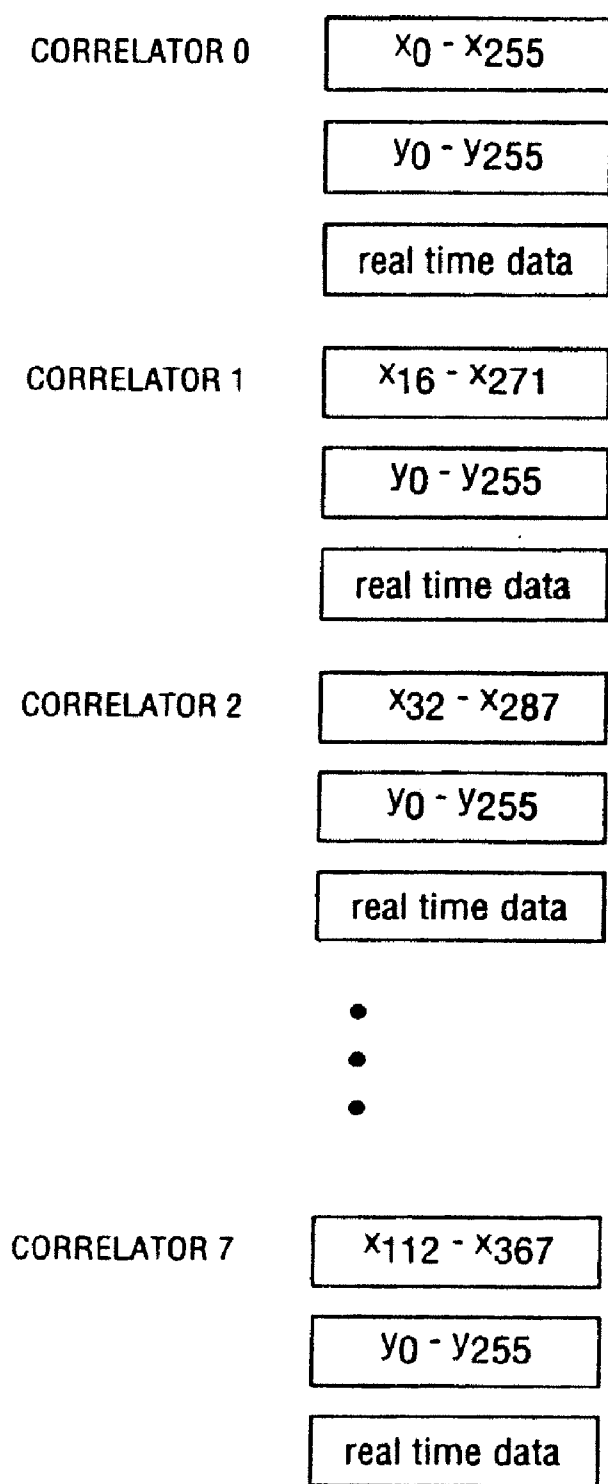 CORRELATOR 0 x0 - x255
y0 - y255
real time data
CORRELATOR 1 x16 - x271
y0 - y255
real time data
CORRELATOR 2 x32 - x287
y0 - y255
real time data
CORRELATOR 7 x112 - x367
y0 - y255
real time data